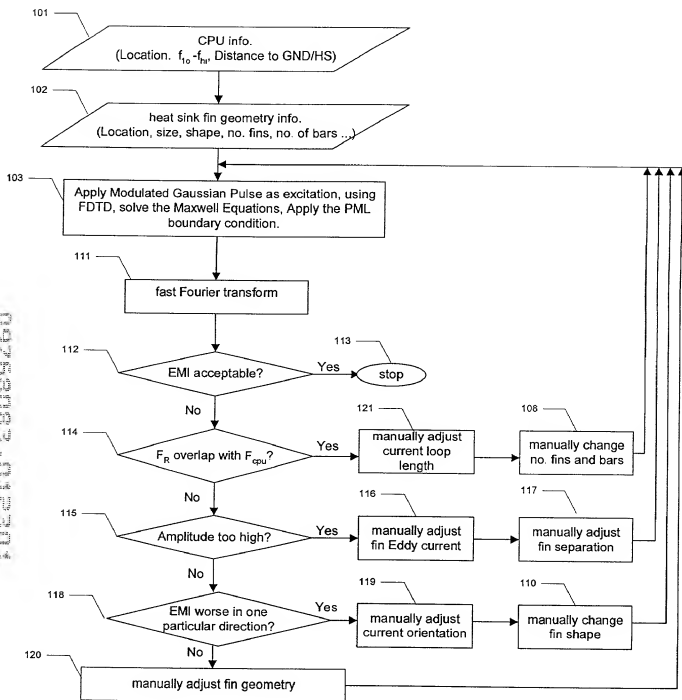 101
CPU info.
(Location. f1o -fhi, Distance to GND/HS)
102
heat sink fin geometry info.
(Location, size, shape, no. fins, no. of bars ...)
103
Apply Modulated Gaussian Pulse as excitation, using
FDTD, solve the Maxwell Equations, Apply the PML
boundary condition.
111
fast Fourier transform
112
EMI acceptable?
Yes
113
stop
No
114
FR overlap with Fcpu?
Yes
121
manually adjust
current loop
length
108
manually change
no. fins and bars
No
115
Amplitude too high?
Yes
116
manually adjust
fin Eddy current
117
manually adjust
fin separation
No
118
EMI worse in one
particular direction?
Yes
119
manually adjust
current orientation
110
manually change
fin shape
No
120
manually adjust fin geometry